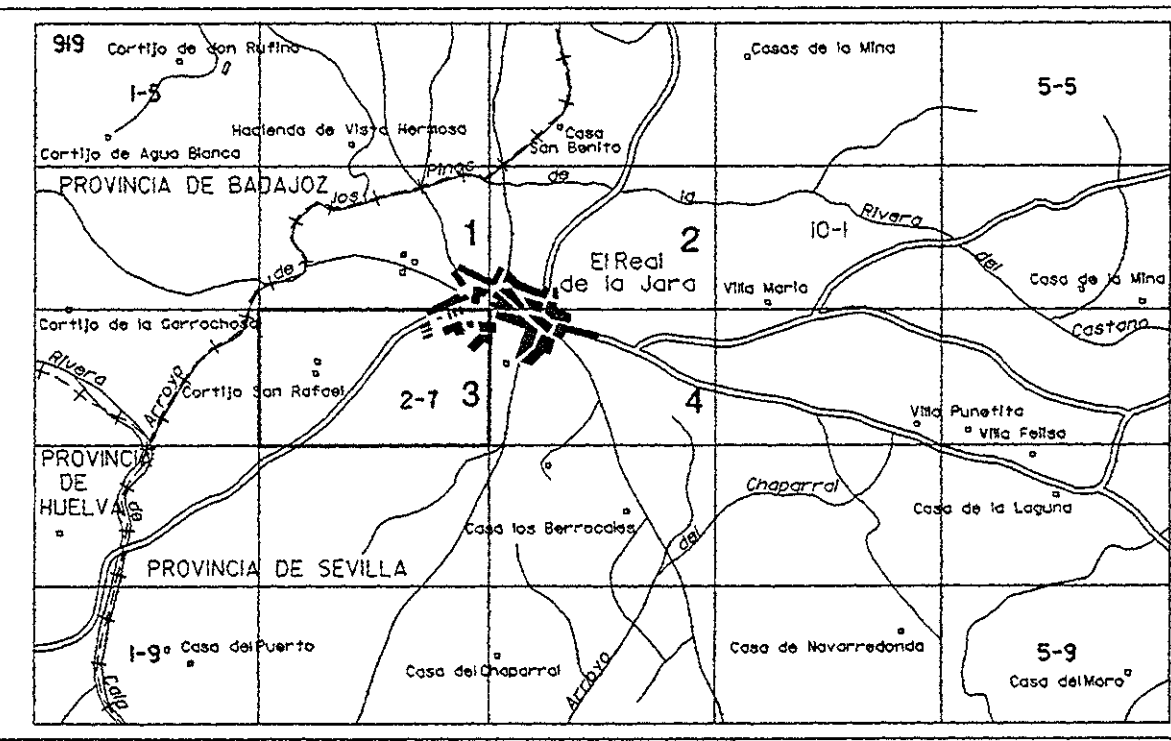 919
Cortijo de don Rufino
Casas de la Mina
1-5
5-5
Hacienda de Vista Hermosa
Casa
San Benito
Cortijo de Agua Blanca
PROVINCIA DE BADAJOZ
los Pinos de la Rivera del Castano
1
2
10-1
El Real
de la Jara
Villa Maria
Casa de la Mina
Cortijo de la Garrochosa
Rivera de Cala
Arroyo de
Cortijo San Rafael
2-7
3
4
Villa Punetita
Villa Felisa
PROVINCIA
DE
HUELVA
Arroyo del Chaparral
Casa de la Laguna
Casa los Berrocales
PROVINCIA DE SEVILLA
1-9
Casa del Puerto
Casa del Chaparral
Casa de Navarredonda
5-9
Casa del Moro